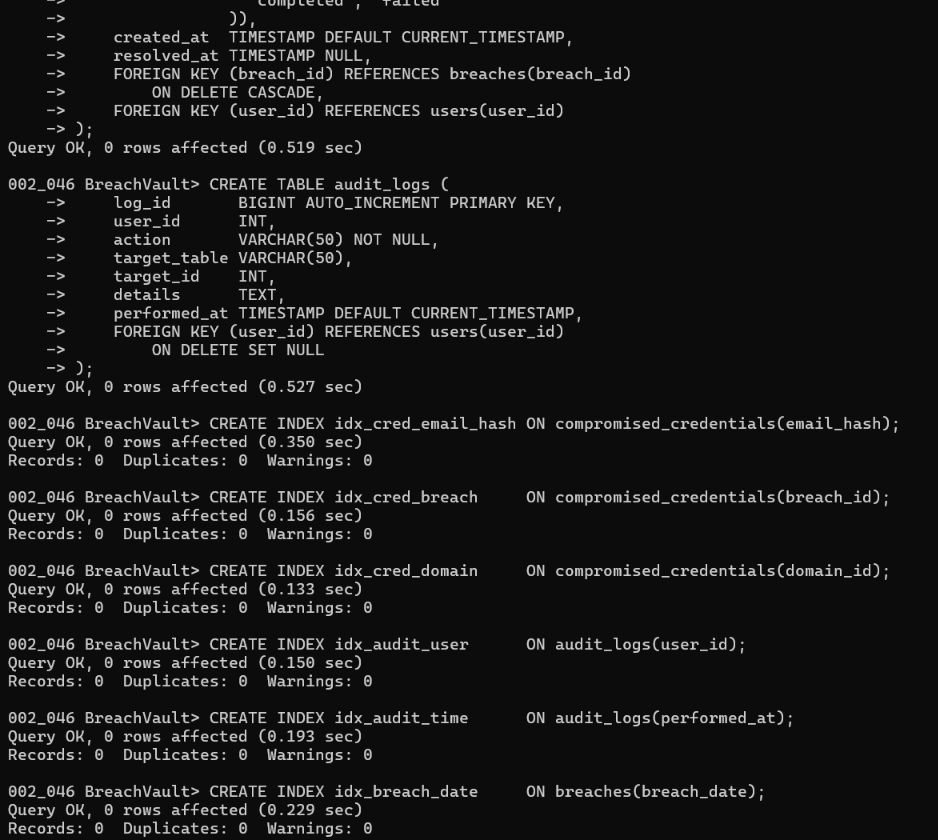 -> 'completed', 'failed'
-> )),
-> created_at TIMESTAMP DEFAULT CURRENT_TIMESTAMP,
-> resolved_at TIMESTAMP NULL,
-> FOREIGN KEY (breach_id) REFERENCES breaches(breach_id)
-> ON DELETE CASCADE,
-> FOREIGN KEY (user_id) REFERENCES users(user_id)
-> );
Query OK, 0 rows affected (0.519 sec)

002_046 BreachVault> CREATE TABLE audit_logs (
-> log_id BIGINT AUTO_INCREMENT PRIMARY KEY,
-> user_id INT,
-> action VARCHAR(50) NOT NULL,
-> target_table VARCHAR(50),
-> target_id INT,
-> details TEXT,
-> performed_at TIMESTAMP DEFAULT CURRENT_TIMESTAMP,
-> FOREIGN KEY (user_id) REFERENCES users(user_id)
-> ON DELETE SET NULL
-> );
Query OK, 0 rows affected (0.527 sec)

002_046 BreachVault> CREATE INDEX idx_cred_email_hash ON compromised_credentials(email_hash);
Query OK, 0 rows affected (0.350 sec)
Records: 0 Duplicates: 0 Warnings: 0

002_046 BreachVault> CREATE INDEX idx_cred_breach ON compromised_credentials(breach_id);
Query OK, 0 rows affected (0.156 sec)
Records: 0 Duplicates: 0 Warnings: 0

002_046 BreachVault> CREATE INDEX idx_cred_domain ON compromised_credentials(domain_id);
Query OK, 0 rows affected (0.133 sec)
Records: 0 Duplicates: 0 Warnings: 0

002_046 BreachVault> CREATE INDEX idx_audit_user ON audit_logs(user_id);
Query OK, 0 rows affected (0.150 sec)
Records: 0 Duplicates: 0 Warnings: 0

002_046 BreachVault> CREATE INDEX idx_audit_time ON audit_logs(performed_at);
Query OK, 0 rows affected (0.193 sec)
Records: 0 Duplicates: 0 Warnings: 0

002_046 BreachVault> CREATE INDEX idx_breach_date ON breaches(breach_date);
Query OK, 0 rows affected (0.229 sec)
Records: 0 Duplicates: 0 Warnings: 0